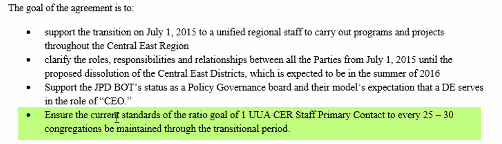 The goal of the agreement is to:
• support the transition on July 1, 2015 to a unified regional staff to carry out programs and projects
throughout the Central East Region
• clarify the roles, responsibilities and relationships between all the Parties from July 1, 2015 until the
proposed dissolution of the Central East Districts, which is expected to be in the summer of 2016
• Support the JPD BOT's status as a Policy Governance board and their model's expectation that a DE serves
in the role of "CEO."
• Ensure the current standards of the ratio goal of 1 UUA CER Staff Primary Contact to every 25 – 30
congregations be maintained through the transitional period.